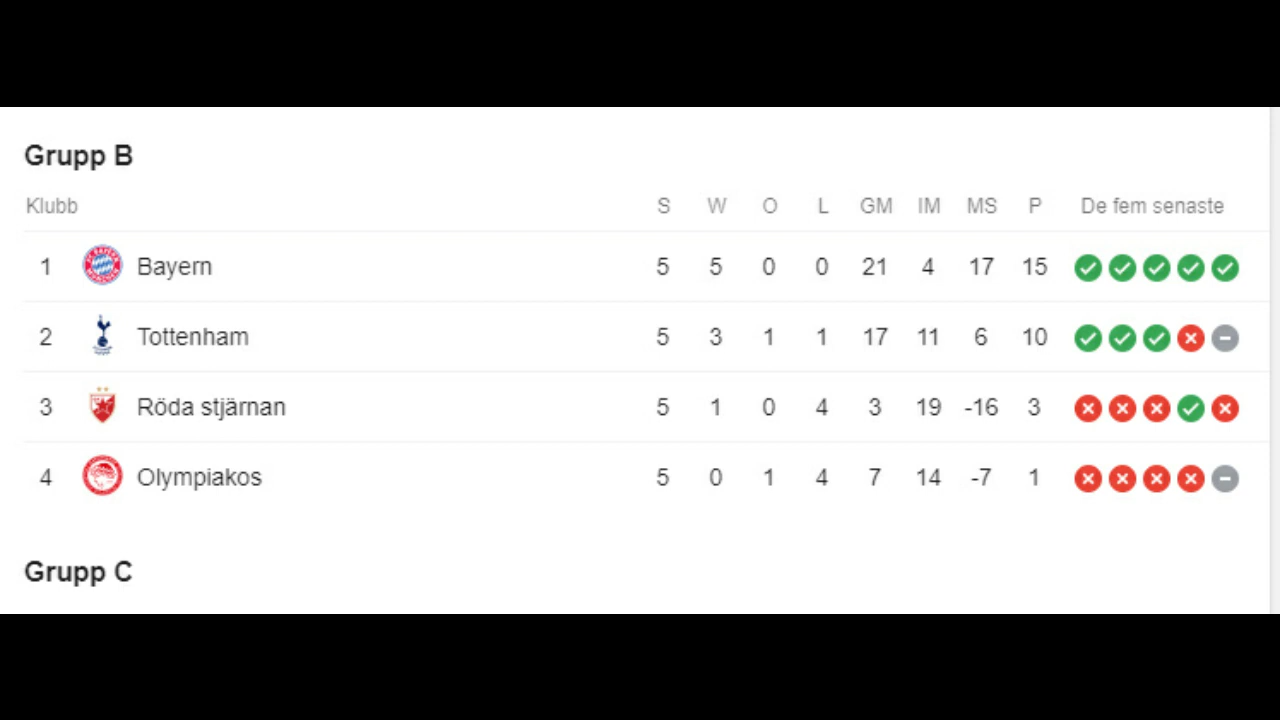 Grupp B
Klubb S W O L GM IM MS P De fem senaste
1 Bayern 5 5 0 0 21 4 17 15
2 Tottenham 5 3 1 1 17 11 6 10
3 Röda stjärnan 5 1 0 4 3 19 -16 3
4 Olympiakos 5 0 1 4 7 14 -7 1
Grupp C